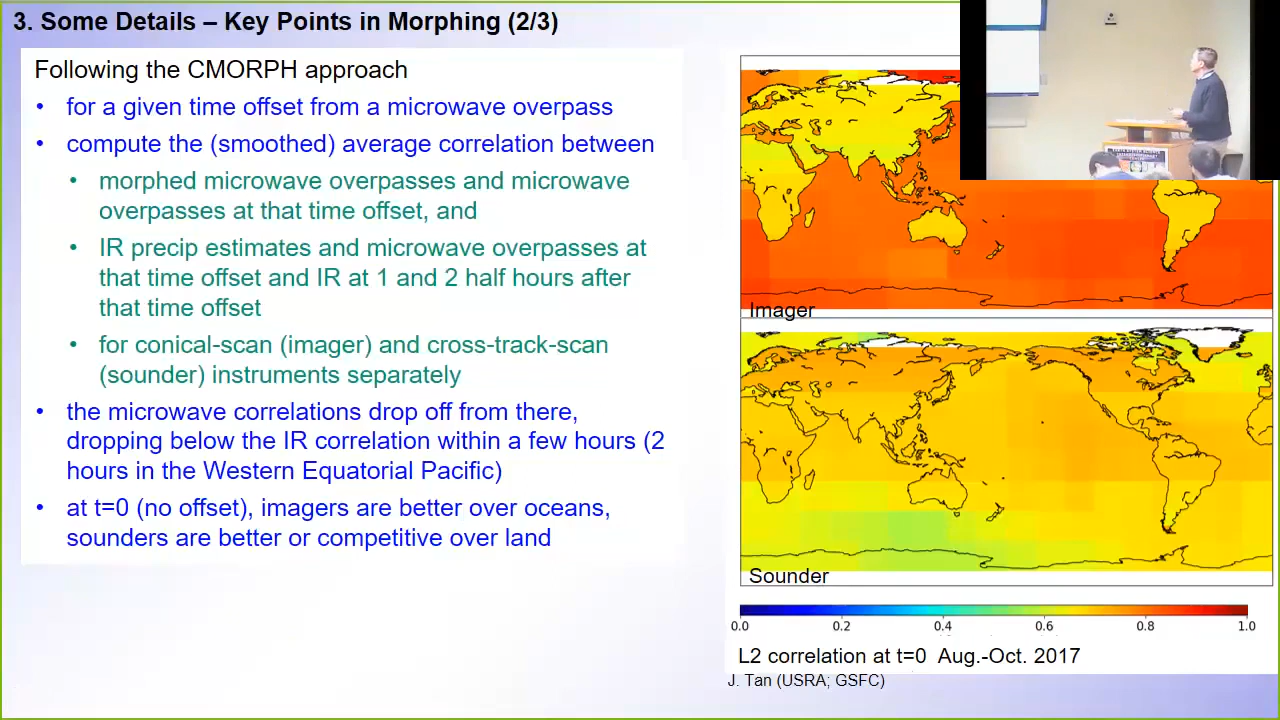 3. Some Details – Key Points in Morphing (2/3)
Following the CMORPH approach
• for a given time offset from a microwave overpass
• compute the (smoothed) average correlation between
• morphed microwave overpasses and microwave
overpasses at that time offset, and
• IR precip estimates and microwave overpasses at
that time offset and IR at 1 and 2 half hours after
that time offset
• for conical-scan (imager) and cross-track-scan
(sounder) instruments separately
• the microwave correlations drop off from there,
dropping below the IR correlation within a few hours (2
hours in the Western Equatorial Pacific)
• at t=0 (no offset), imagers are better over oceans,
sounders are better or competitive over land
Imager
Sounder
0.0 0.2 0.4 0.6 0.8 1.0
L2 correlation at t=0 Aug.-Oct. 2017
J. Tan (USRA; GSFC)